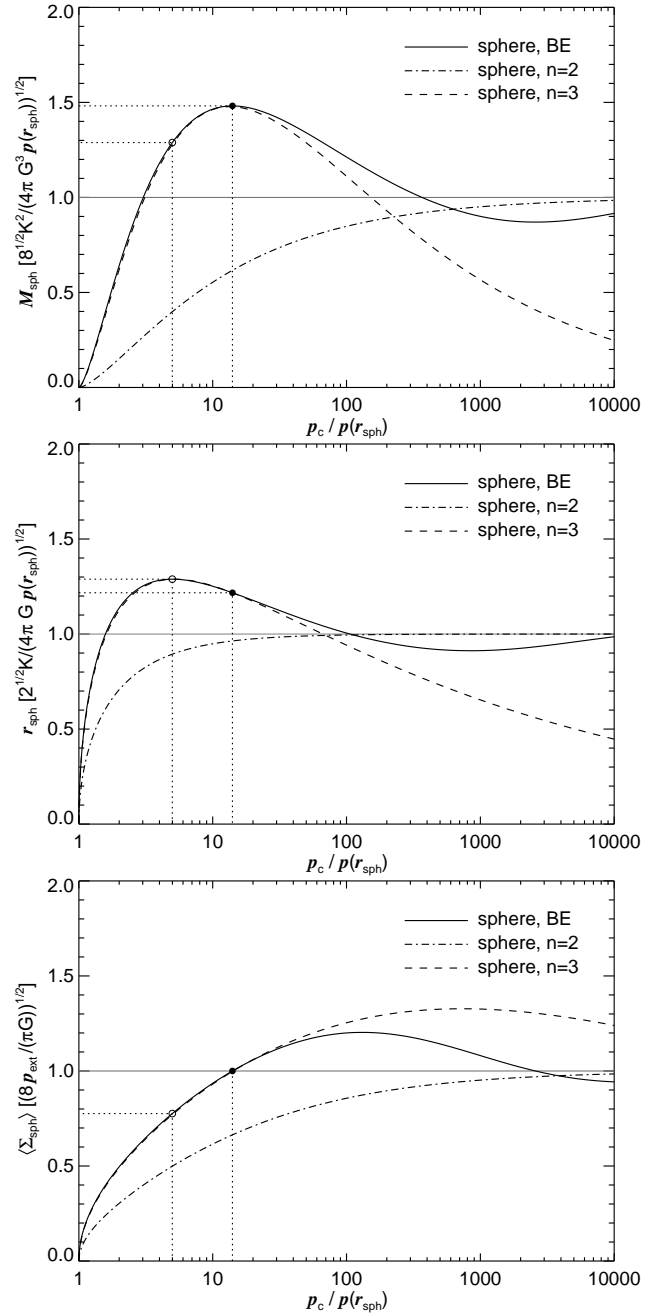 2.0
1.5
1.0
0.5
0.0
M_sph [8^{1/2}K^2/(4π G^3 p(r_sph))^{1/2}]
sphere, BE
sphere, n=2
sphere, n=3
1 10 100 1000 10000
p_c / p(r_sph)
2.0
1.5
1.0
0.5
0.0
r_sph [2^{1/2}K/(4π G p(r_sph))^{1/2}]
sphere, BE
sphere, n=2
sphere, n=3
1 10 100 1000 10000
p_c / p(r_sph)
2.0
1.5
1.0
0.5
0.0
⟨Σ_sph⟩ [(8p_ext/(πG))^{1/2}]
sphere, BE
sphere, n=2
sphere, n=3
1 10 100 1000 10000
p_c / p(r_sph)